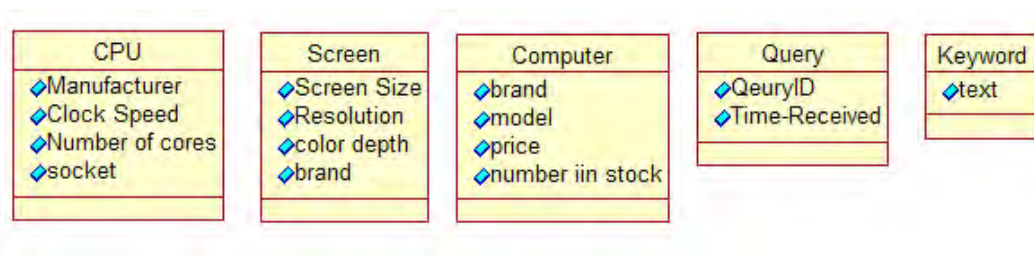 CPU
Manufacturer
Clock Speed
Number of cores
socket
Screen
Screen Size
Resolution
color depth
brand
Computer
brand
model
price
number iin stock
Query
QeuryID
Time-Received
Keyword
text